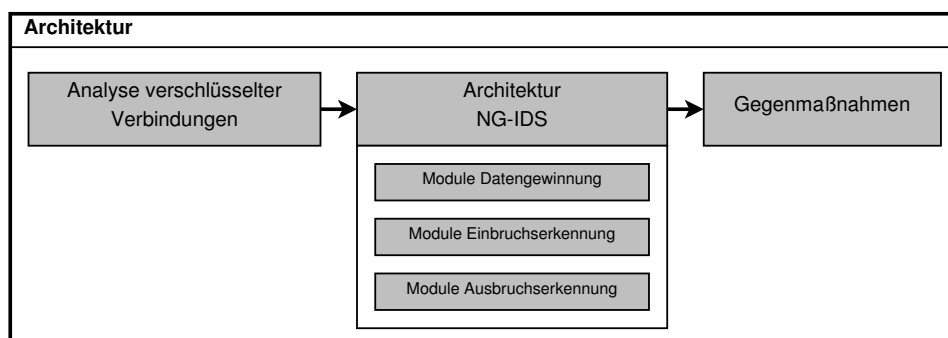 Architektur
Analyse verschlüsselter
Verbindungen
Architektur
NG-IDS
Gegenmaßnahmen
Module Datengewinnung
Module Einbruchserkennung
Module Ausbruchserkennung